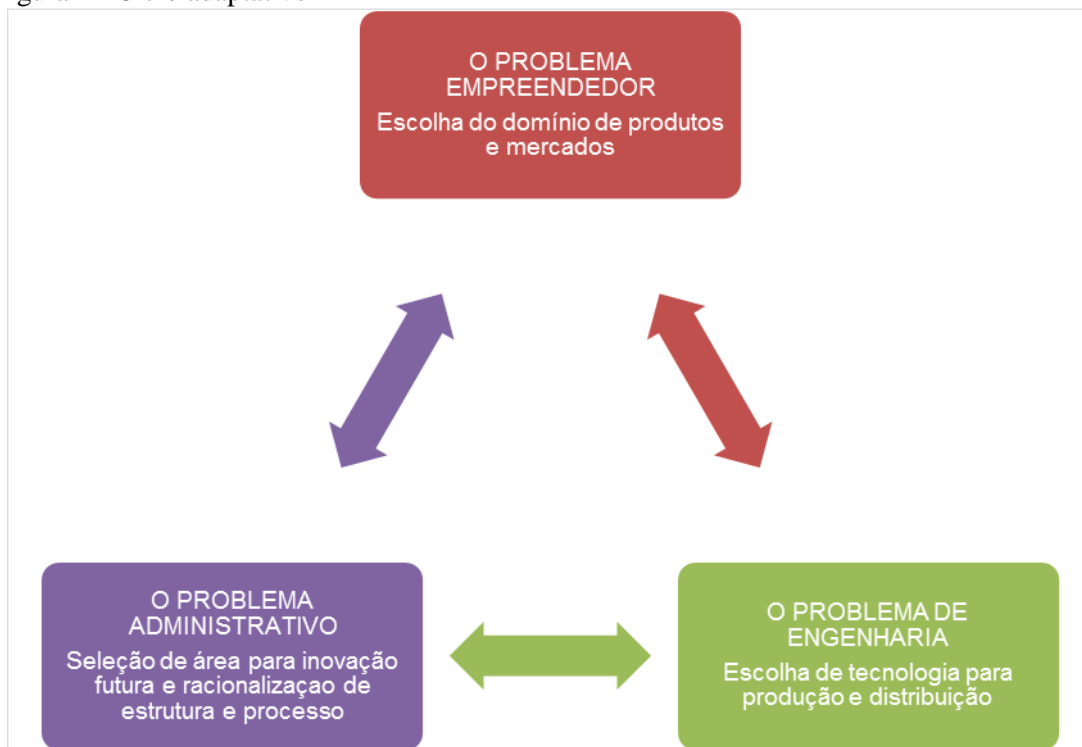 O PROBLEMA
EMPREENDEDOR
Escolha do domínio de produtos
e mercados
O PROBLEMA
ADMINISTRATIVO
Seleção de área para inovação
futura e racionalizaçao de
estrutura e processo
O PROBLEMA DE
ENGENHARIA
Escolha de tecnologia para
produção e distribuição